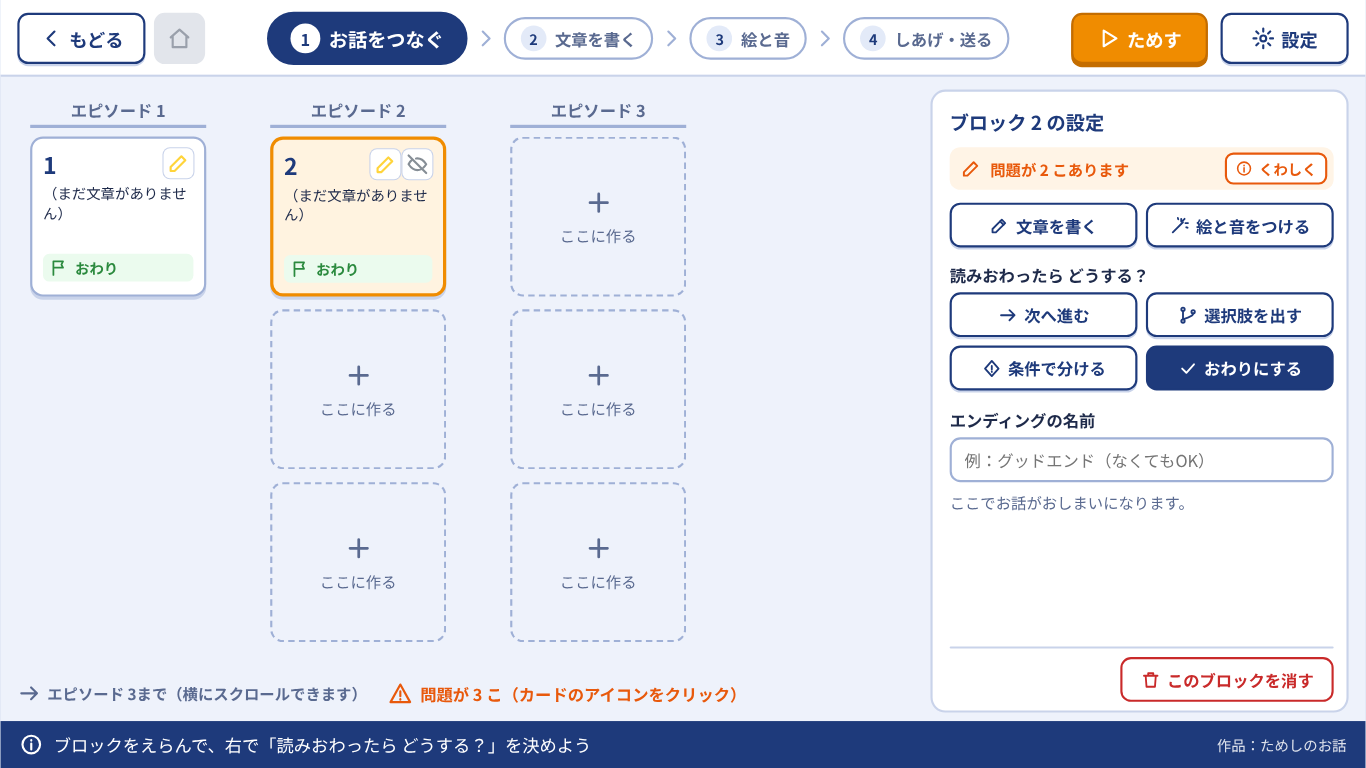 もどる
1 お話をつなぐ
2 文章を書く
3 絵と音
4 しあげ・送る
ためす
設定
エピソード 1
エピソード 2
エピソード 3
1
（まだ文章がありませ
ん）
おわり
2
（まだ文章がありませ
ん）
おわり
ここに作る
ここに作る
ここに作る
ここに作る
ここに作る
ブロック 2 の設定
問題が 2 こあります
くわしく
文章を書く
絵と音をつける
読みおわったら どうする？
次へ進む
選択肢を出す
条件で分ける
おわりにする
エンディングの名前
例：グッドエンド（なくてもOK）
ここでお話がおしまいになります。
このブロックを消す
エピソード 3まで（横にスクロールできます）
問題が 3 こ（カードのアイコンをクリック）
ブロックをえらんで、右で「読みおわったら どうする？」を決めよう
作品：ためしのお話